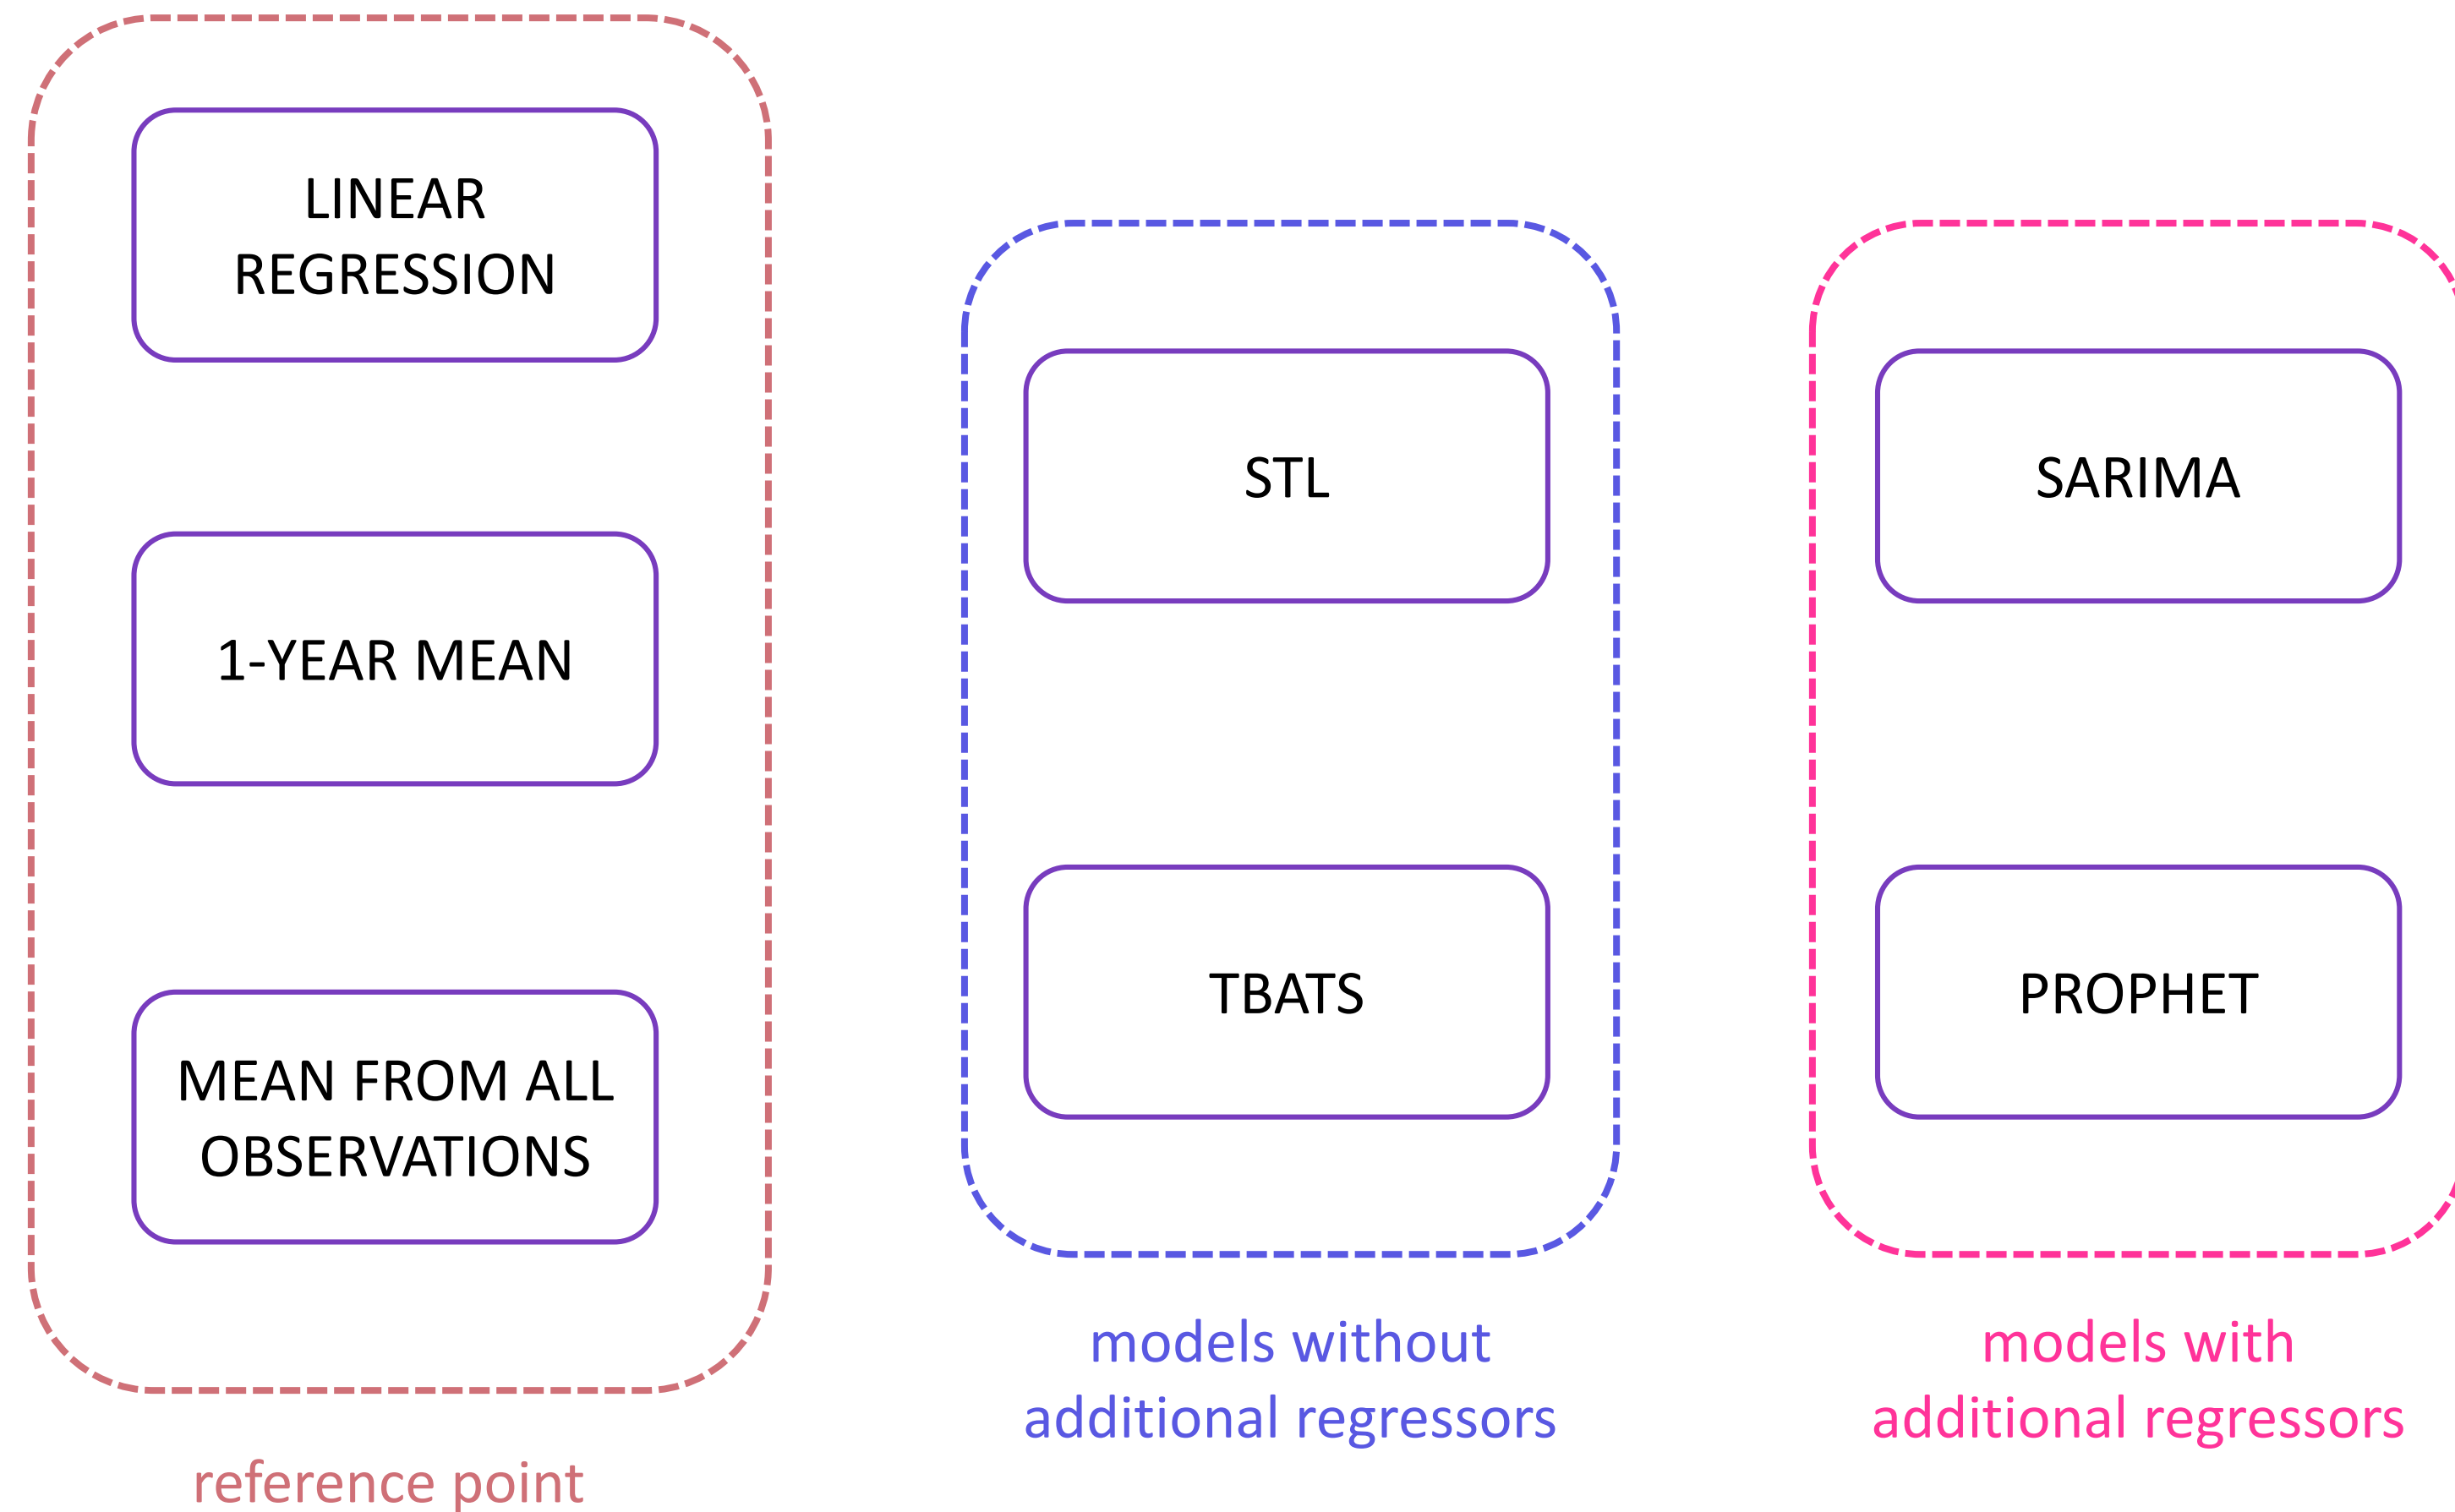 LINEAR
REGRESSION
1-YEAR MEAN
MEAN FROM ALL
OBSERVATIONS
reference point
STL
TBATS
models without
additional regressors
SARIMA
PROPHET
models with
additional regressors